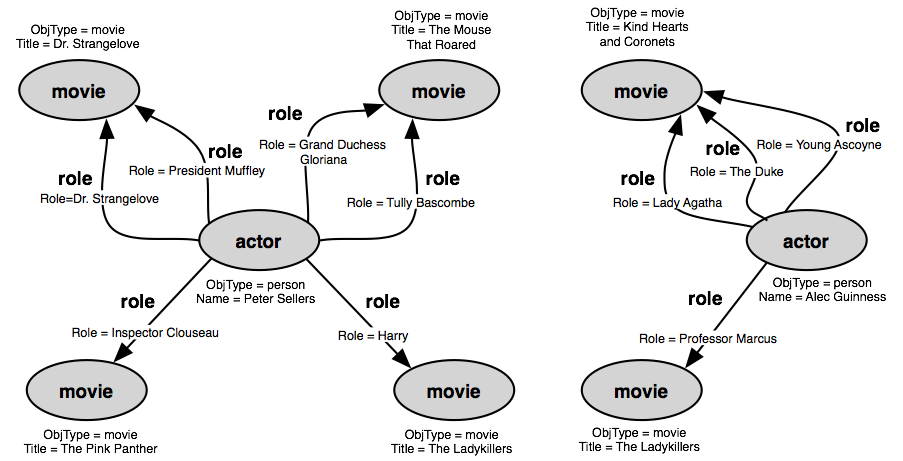 ObjType = movie
Title = Dr. Strangelove
movie
ObjType = movie
Title = The Mouse
That Roared
movie
role
Role=Dr. Strangelove
role
Role = President Muffley
role
Role = Grand Duchess
Gloriana
role
Role = Tully Bascombe
actor
ObjType = person
Name = Peter Sellers
role
Role = Inspector Clouseau
role
Role = Harry
movie
ObjType = movie
Title = The Pink Panther
movie
ObjType = movie
Title = The Ladykillers
ObjType = movie
Title = Kind Hearts
and Coronets
movie
role
Role = Lady Agatha
role
Role = The Duke
role
Role = Young Ascoyne
actor
ObjType = person
Name = Alec Guinness
role
Role = Professor Marcus
movie
ObjType = movie
Title = The Ladykillers